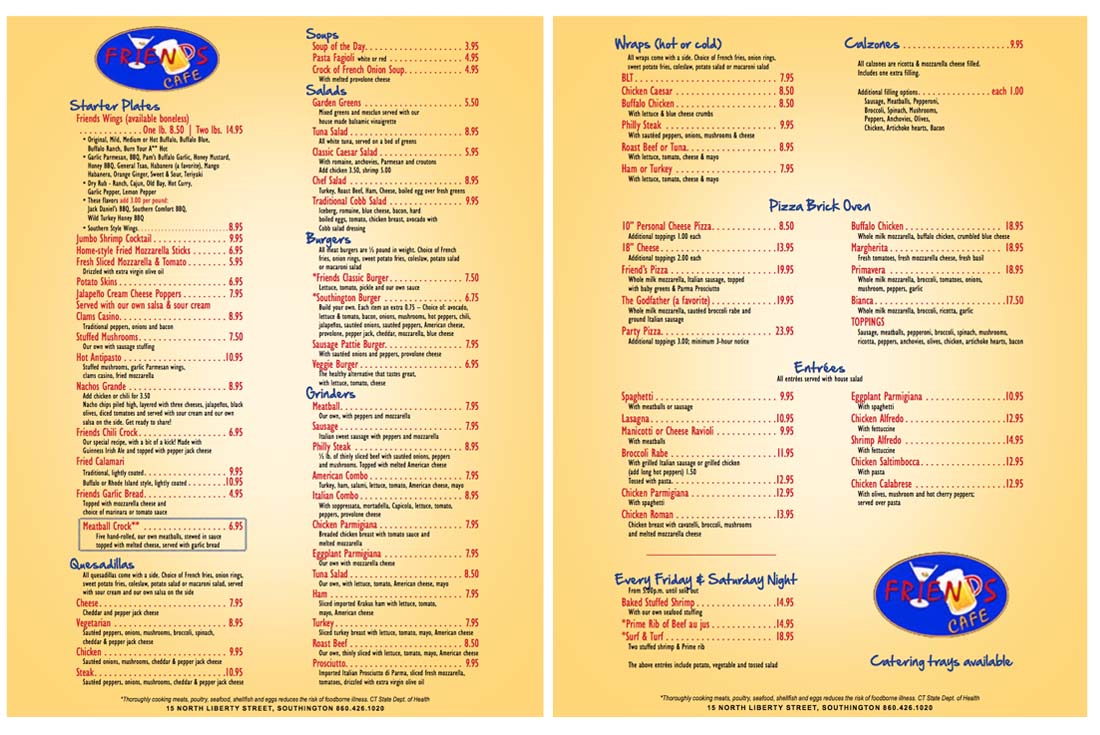 FRIENDS
CAFE
Starter Plates
Friends Wings (available boneless)
. . . . . . . . . . . . . One lb. 8.50 | Two lbs. 14.95
• Original, Mild, Medium or Hot Buffalo, Buffalo Blue,
Buffalo Ranch, Burn Your A** Hot
• Garlic Parmesan, BBQ, Pam's Buffalo Garlic, Honey Mustard,
Honey BBQ, General Tsao, Habanera (a favorite), Mango
Habanera, Orange Ginger, Sweet & Sour, Teriyaki
• Dry Rub - Ranch, Cajun, Old Bay, Hot Curry,
Garlic Pepper, Lemon Pepper
• These flavors add 3.00 per pound:
Jack Daniel's BBQ, Southern Comfort BBQ,
Wild Turkey Honey BBQ
• Southern Style Wings 8.95
Jumbo Shrimp Cocktail 9.95
Home-style Fried Mozzarella Sticks 6.95
Fresh Sliced Mozzarella & Tomato 5.95
Drizzled with extra virgin olive oil
Potato Skins 6.95
Jalapeño Cream Cheese Poppers 7.95
Served with our own salsa & sour cream
Clams Casino 8.95
Traditional peppers, onions and bacon
Stuffed Mushrooms 7.50
Our own with sausage stuffing
Hot Antipasto 10.95
Stuffed mushrooms, garlic Parmesan wings,
clams casino, fried mozzarella
Nachos Grande 8.95
Add chicken or chili for 3.50
Nacho chips piled high, layered with three cheeses, jalapeños, black
olives, diced tomatoes and served with sour cream and our own
salsa on the side. Get ready to share!
Friends Chili Crock 6.95
Our special recipe, with a bit of a kick! Made with
Guinness Irish Ale and topped with pepper jack cheese
Fried Calamari
Traditional, lightly coated 9.95
Buffalo or Rhode Island style, lightly coated 10.95
Friends Garlic Bread 4.95
Topped with mozzarella cheese and
choice of marinara or tomato sauce
Meatball Crock** 6.95
Five hand-rolled, our own meatballs, stewed in sauce
topped with melted cheese, served with garlic bread
Quesadillas
All quesadillas come with a side. Choice of French fries, onion rings,
sweet potato fries, coleslaw, potato salad or macaroni salad, served
with sour cream and our own salsa on the side
Cheese 7.95
Cheddar and pepper jack cheese
Vegetarian 8.95
Sautéed peppers, onions, mushrooms, broccoli, spinach,
cheddar & pepper jack cheese
Chicken 9.95
Sautéed onions, mushrooms, cheddar & pepper jack cheese
Steak 10.95
Sautéed peppers, onions, mushrooms, cheddar & pepper jack cheese
Soups
Soup of the Day 3.95
Pasta Fagioli white or red 4.95
Crock of French Onion Soup 4.95
With melted provolone cheese
Salads
Garden Greens 5.50
Mixed greens and mesclun served with our
house made balsamic vinaigrette
Tuna Salad 8.95
All white tuna, served on a bed of greens
Classic Caesar Salad 5.95
With romaine, anchovies, Parmesan and croutons
Add chicken 3.50, shrimp 5.00
Chef Salad 8.95
Turkey, Roast Beef, Ham, Cheese, boiled egg over fresh greens
Traditional Cobb Salad 9.95
Iceberg, romaine, blue cheese, bacon, hard
boiled eggs, tomato, chicken breast, avocado with
Cobb salad dressing
Burgers
All meat burgers are ½ pound in weight. Choice of French
fries, onion rings, sweet potato fries, coleslaw, potato salad
or macaroni salad
*Friends Classic Burger 7.50
Lettuce, tomato, pickle and our own sauce
*Southington Burger 6.75
Build your own. Each item an extra 0.75 – Choice of: avocado,
lettuce & tomato, bacon, onions, mushrooms, hot peppers, chili,
jalapeños, sautéed onions, sautéed peppers, American cheese,
provolone, pepper jack, cheddar, mozzarella, blue cheese
Sausage Pattie Burger 7.95
With sautéed onions and peppers, provolone cheese
Veggie Burger 6.95
The healthy alternative that tastes great,
with lettuce, tomato, cheese
Grinders
Meatball 7.95
Our own, with peppers and mozzarella
Sausage 7.95
Italian sweet sausage with peppers and mozzarella
Philly Steak 8.95
½ lb. of thinly sliced beef with sautéed onions, peppers
and mushrooms. Topped with melted American cheese
American Combo 7.95
Turkey, ham, salami, lettuce, tomato, American cheese, mayo
Italian Combo 8.95
With soppressata, mortadella, Capicola, lettuce, tomato,
peppers, provolone cheese
Chicken Parmigiana 7.95
Breaded chicken breast with tomato sauce and
melted mozzarella
Eggplant Parmigiana 7.95
Our own with mozzarella cheese
Tuna Salad 8.50
Our own, with lettuce, tomato, American cheese, mayo
Ham 7.95
Sliced imported Krakus ham with lettuce, tomato,
mayo, American cheese
Turkey 7.95
Sliced turkey breast with lettuce, tomato, mayo, American cheese
Roast Beef 8.50
Our own, thinly sliced with lettuce, tomato, mayo, American cheese
Prosciutto 9.95
Imported Italian Prosciutto di Parma, sliced fresh mozzarella,
tomatoes, drizzled with extra virgin olive oil
*Thoroughly cooking meats, poultry, seafood, shellfish and eggs reduces the risk of foodborne illness. CT State Dept. of Health
15 NORTH LIBERTY STREET, SOUTHINGTON 860.426.1020
Wraps (hot or cold)
All wraps come with a side. Choice of French fries, onion rings,
sweet potato fries, coleslaw, potato salad or macaroni salad
BLT 7.95
Chicken Caesar 8.50
Buffalo Chicken 8.50
With lettuce & blue cheese crumbs
Philly Steak 9.95
With sautéed peppers, onions, mushrooms & cheese
Roast Beef or Tuna 8.95
With lettuce, tomato, cheese & mayo
Ham or Turkey 7.95
With lettuce, tomato, cheese & mayo
Calzones 9.95
All calzones are ricotta & mozzarella cheese filled.
Includes one extra filling.
Additional filling options each 1.00
Sausage, Meatballs, Pepperoni,
Broccoli, Spinach, Mushrooms,
Peppers, Anchovies, Olives,
Chicken, Artichoke hearts, Bacon
Pizza Brick Oven
10" Personal Cheese Pizza 8.50
Additional toppings 1.00 each
18" Cheese 13.95
Additional toppings 2.00 each
Friend's Pizza 19.95
Whole milk mozzarella, Italian sausage, topped
with baby greens & Parma Prosciutto
The Godfather (a favorite) 19.95
Whole milk mozzarella, sautéed broccoli rabe and
ground Italian sausage
Party Pizza 23.95
Additional toppings 3.00; minimum 3-hour notice
Buffalo Chicken 18.95
Whole milk mozzarella, buffalo chicken, crumbled blue cheese
Margherita 18.95
Fresh tomatoes, fresh mozzarella cheese, fresh basil
Primavera 18.95
Whole milk mozzarella, broccoli, tomatoes, onions,
mushroom, peppers, garlic
Bianca 17.50
Whole milk mozzarella, broccoli, ricotta, garlic
TOPPINGS
Sausage, meatballs, pepperoni, broccoli, spinach, mushrooms,
ricotta, peppers, anchovies, olives, chicken, artichoke hearts, bacon
Entrées
All entrées served with house salad
Spaghetti 9.95
With meatballs or sausage
Lasagna 10.95
Manicotti or Cheese Ravioli 9.95
With meatballs
Broccoli Rabe 11.95
With grilled Italian sausage or grilled chicken
(add long hot peppers) 1.50
Tossed with pasta 12.95
Chicken Parmigiana 12.95
With spaghetti
Chicken Roman 13.95
Chicken breast with cavatelli, broccoli, mushrooms
and melted mozzarella cheese
Eggplant Parmigiana 10.95
With spaghetti
Chicken Alfredo 12.95
With fettuccine
Shrimp Alfredo 14.95
With fettuccine
Chicken Saltimbocca 12.95
With pasta
Chicken Calabrese 12.95
With olives, mushroom and hot cherry peppers;
served over pasta
Every Friday & Saturday Night
From 5:00p.m. until sold out
Baked Stuffed Shrimp 14.95
With our own seafood stuffing
*Prime Rib of Beef au jus 14.95
*Surf & Turf 18.95
Two stuffed shrimp & Prime rib
The above entrées include potato, vegetable and tossed salad
FRIENDS
CAFE
Catering trays available
*Thoroughly cooking meats, poultry, seafood, shellfish and eggs reduces the risk of foodborne illness. CT State Dept. of Health
15 NORTH LIBERTY STREET, SOUTHINGTON 860.426.1020